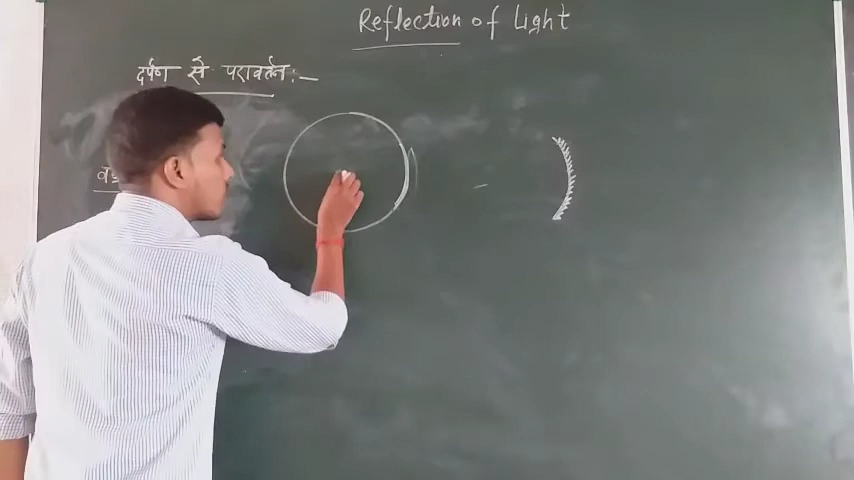 Reflection of Light
दर्पण से परावर्तन :—